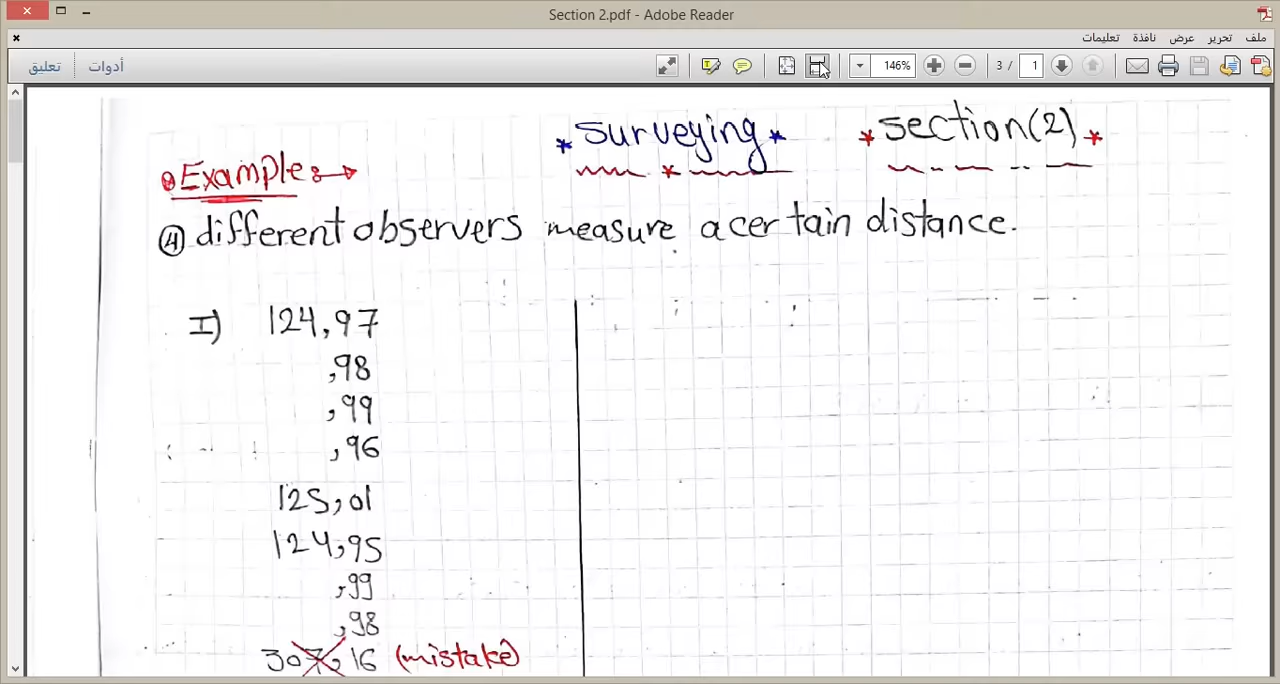 Section 2.pdf - Adobe Reader
ملف تحرير عرض نافذة تعليمات
146% 3 / 1 أدوات تعليق
* surveying * * section(2) *
Example:
④ different observers measure a certain distance.
I) 124,97
,98
,99
,96
125,01
124,95
,99
,98
307,16 (mistake)